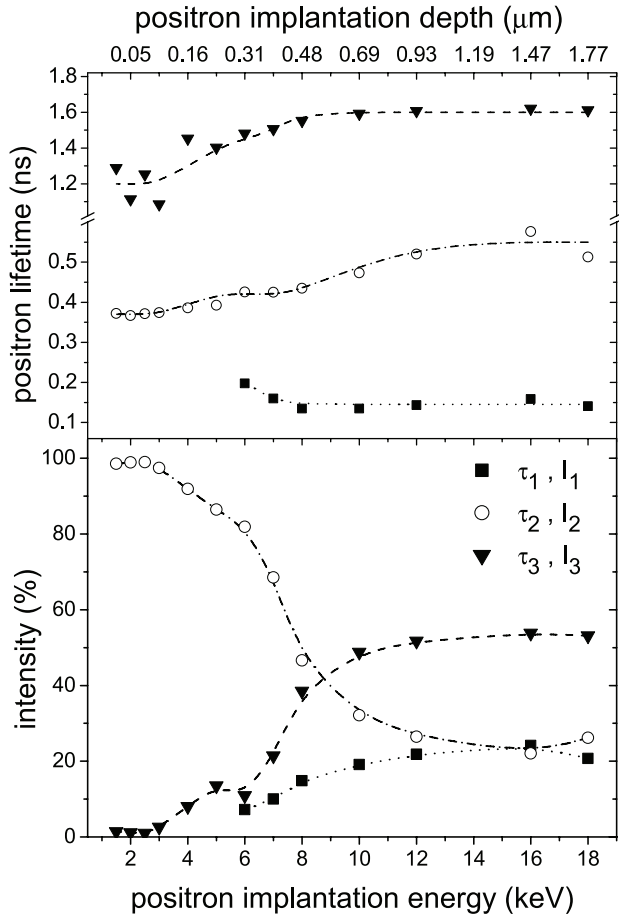 positron implantation depth (μm)
0.05 0.16 0.31 0.48 0.69 0.93 1.19 1.47 1.77
positron lifetime (ns)
1.8
1.6
1.4
1.2
0.5
0.4
0.3
0.2
0.1
intensity (%)
100
80
60
40
20
0
τ1 , I1
τ2 , I2
τ3 , I3
2 4 6 8 10 12 14 16 18
positron implantation energy (keV)